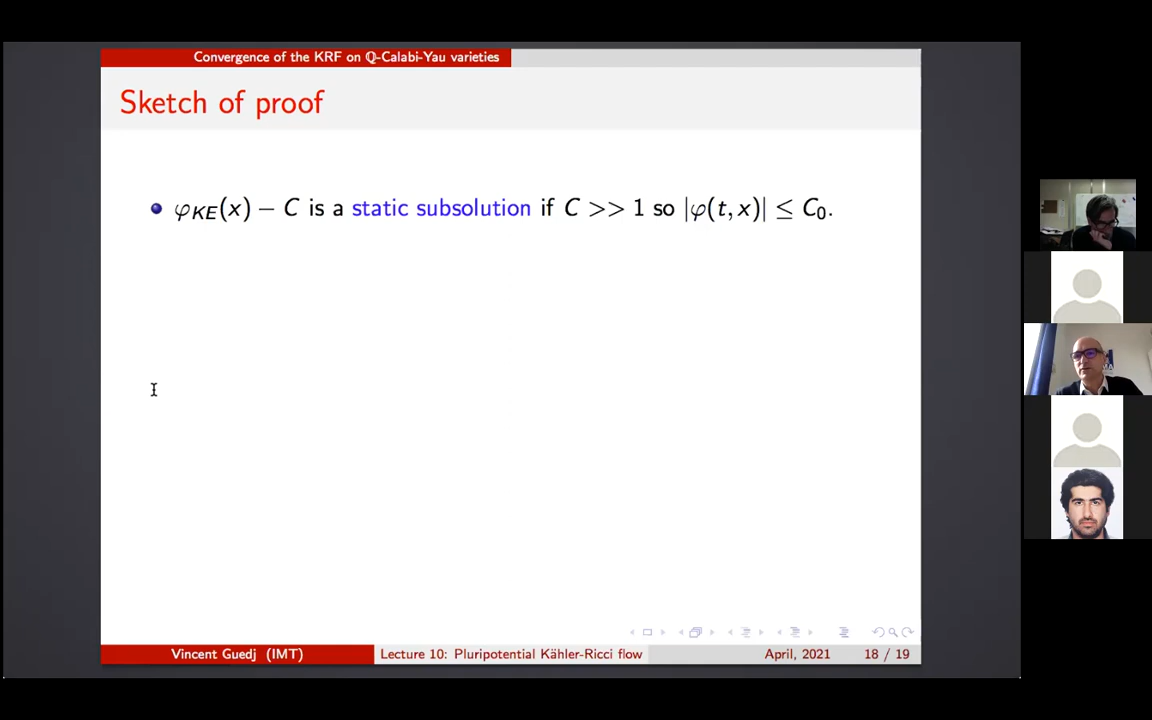 Convergence of the KRF on ℚ-Calabi-Yau varieties
Sketch of proof
φ_KE(x) − C is a static subsolution if C >> 1 so |φ(t, x)| ≤ C₀.
Vincent Guedj (IMT) Lecture 10: Pluripotential Kähler-Ricci flow April, 2021 18 / 19